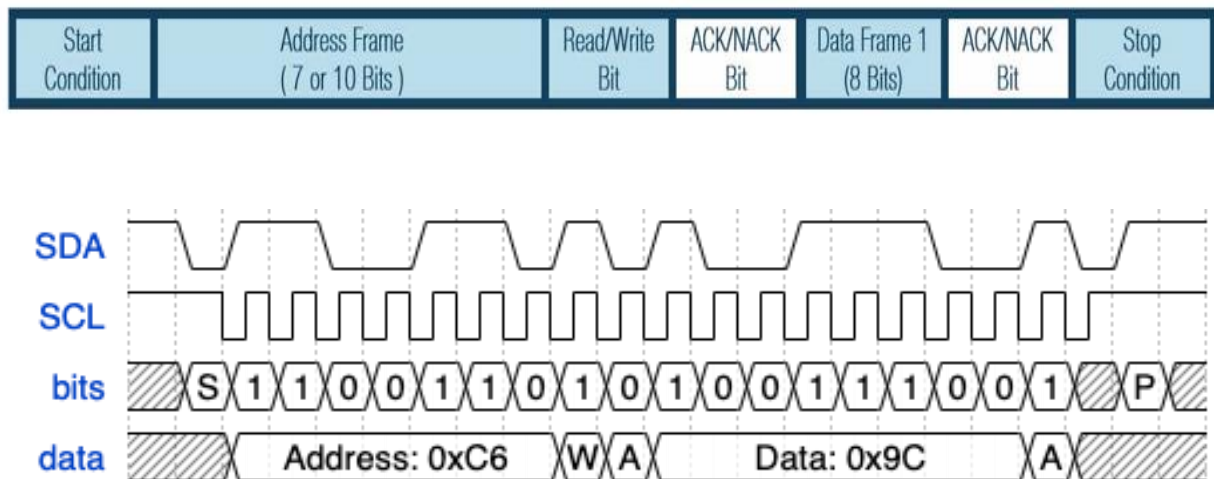 Start Condition
Address Frame ( 7 or 10 Bits )
Read/Write Bit
ACK/NACK Bit
Data Frame 1 (8 Bits)
ACK/NACK Bit
Stop Condition
SDA
SCL
bits S 1 1 0 0 1 1 0 1 0 1 0 0 1 1 1 0 0 1 P
data Address: 0xC6 W A Data: 0x9C A